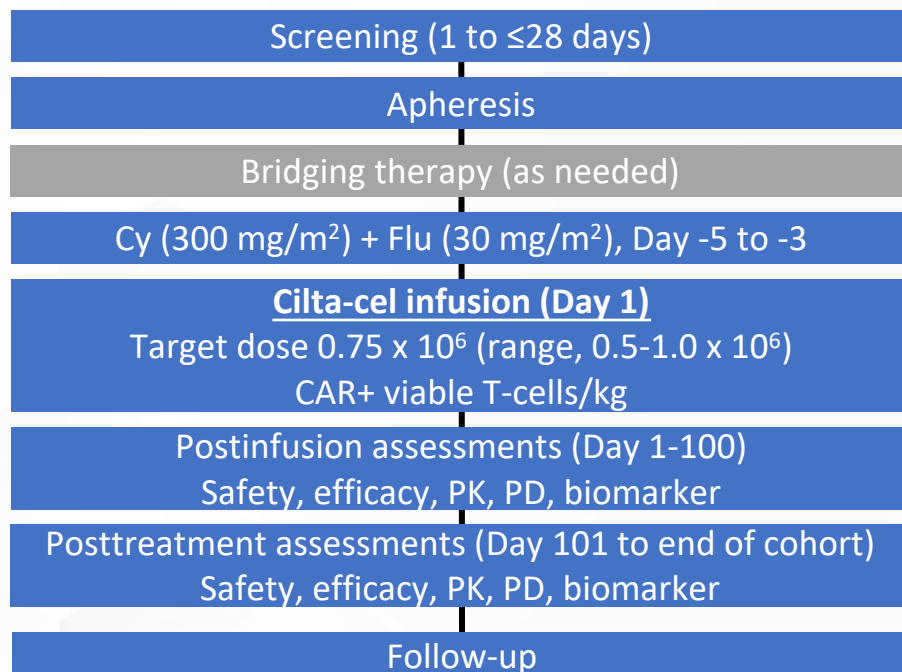 Screening (1 to ≤28 days)
Apheresis
Bridging therapy (as needed)
Cy (300 mg/m²) + Flu (30 mg/m²), Day -5 to -3
Cilta-cel infusion (Day 1)
Target dose 0.75 x 10⁶ (range, 0.5-1.0 x 10⁶)
CAR+ viable T-cells/kg
Postinfusion assessments (Day 1-100)
Safety, efficacy, PK, PD, biomarker
Posttreatment assessments (Day 101 to end of cohort)
Safety, efficacy, PK, PD, biomarker
Follow-up